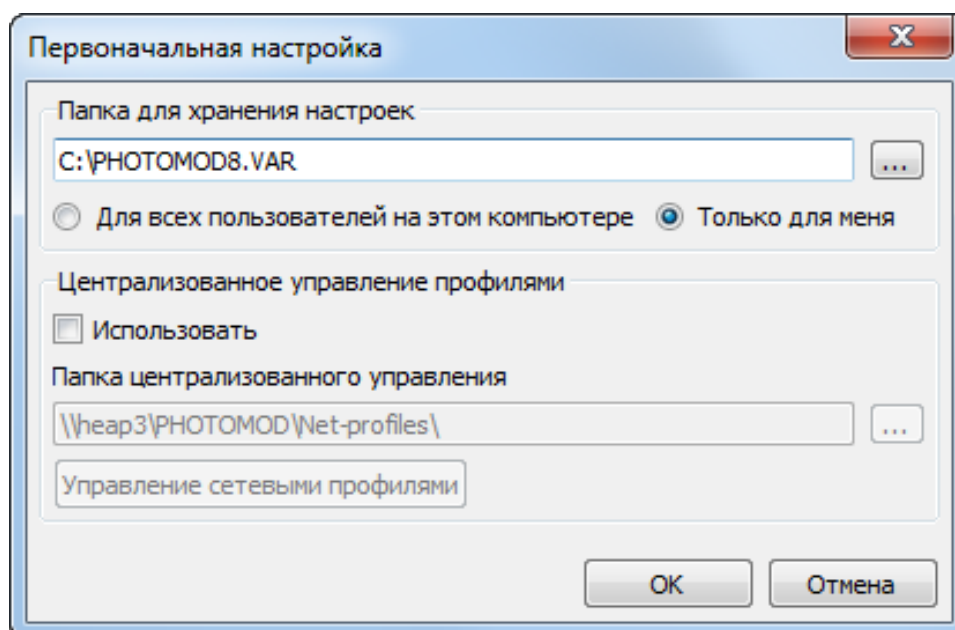 Первоначальная настройка
Папка для хранения настроек
C:\PHOTOMOD8.VAR
...
Для всех пользователей на этом компьютере Только для меня
Централизованное управление профилями
Использовать
Папка централизованного управления
\\heap3\PHOTOMOD\Net-profiles\
...
Управление сетевыми профилями
OK Отмена